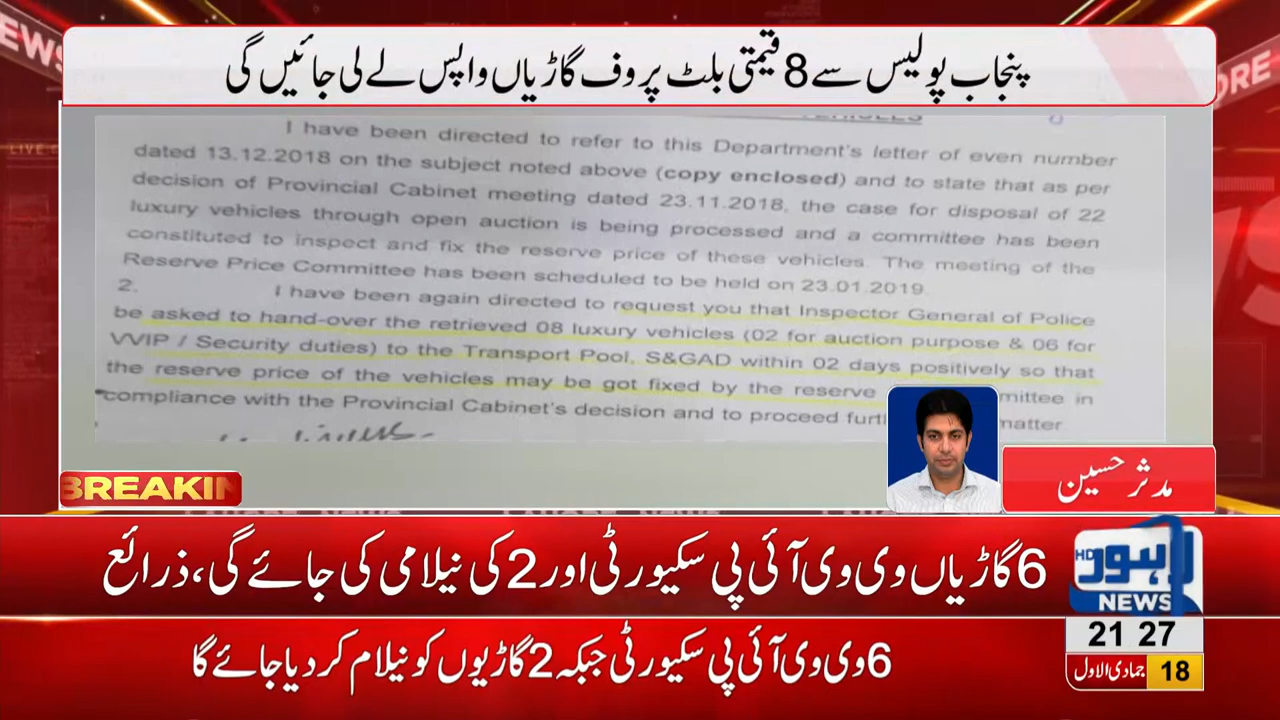 پنجاب پولیس سے 8 قیمتی بلٹ پروف گاڑیاں واپس لے لی جائیں گی
VEHICLES
I have been directed to refer to this Department's letter of even number
dated 13.12.2018 on the subject noted above (copy enclosed) and to state that as per
decision of Provincial Cabinet meeting dated 23.11.2018, the case for disposal of 22
luxury vehicles through open auction is being processed and a committee has been
constituted to inspect and fix the reserve price of these vehicles. The meeting of the
Reserve Price Committee has been scheduled to be held on 23.01.2019.
2. I have been again directed to request you that Inspector General of Police
be asked to hand-over the retrieved 08 luxury vehicles (02 for auction purpose & 06 for
VVIP / Security duties) to the Transport Pool, S&GAD within 02 days positively so that
the reserve price of the vehicles may be got fixed by the reserve mmittee in
compliance with the Provincial Cabinet's decision and to proceed furt matter.
مدثر حسین
BREAKIN
6 گاڑیاں وی وی آئی پی سکیورٹی اور 2 کی نیلامی کی جائے گی، ذرائع
HD لاہور
NEWS
21 27
6 وی وی آئی پی سکیورٹی جبکہ 2 گاڑیوں کو نیلام کر دیا جائے گا
18 جمادی الاول
NEWS
LIVE
ORE